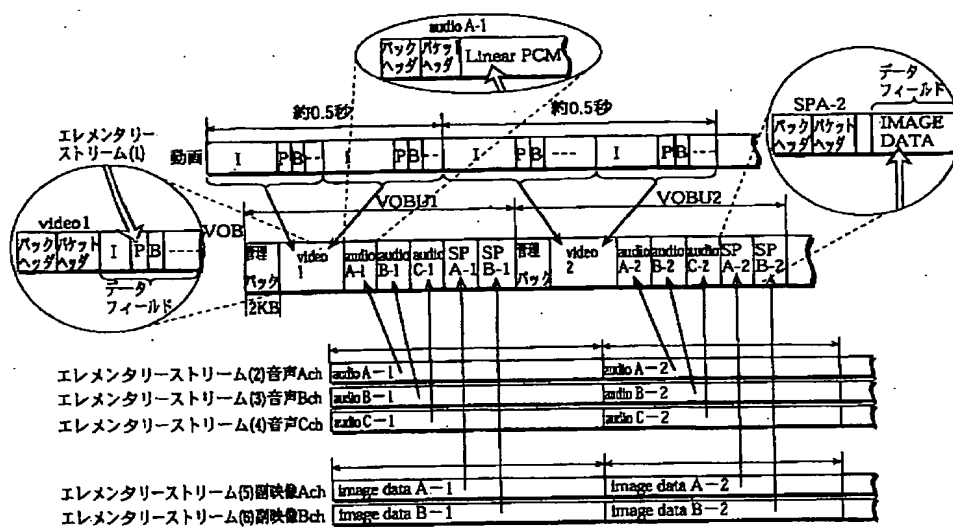 audio A-1
パック ヘッダ
パケット ヘッダ
Linear PCM
データ
フィールド
SPA-2
パック ヘッダ
パケット ヘッダ
IMAGE DATA
約0.5秒 約0.5秒
エレメンタリー
ストリーム(1)
動画 I P B ---- I P B ---- I P B ---- I P B ----
VOBU1 VOBU2
video1
VOB
パック ヘッダ
パケット ヘッダ
I P B ----
データ
フィールド
管理 パック
video 1
audio A-1
audio B-1
audio C-1
SP A-1
SP B-1
管理 パック
video 2
audio A-2
audio B-2
audio C-2
SP A-2
SP B-2
2KB
エレメンタリーストリーム(2)音声Ach audio A-1 audio A-2
エレメンタリーストリーム(3)音声Bch audio B-1 audio B-2
エレメンタリーストリーム(4)音声Cch audio C-1 audio C-2
エレメンタリーストリーム(5)副映像Ach image data A-1 image data A-2
エレメンタリーストリーム(6)副映像Bch image data B-1 image data B-2